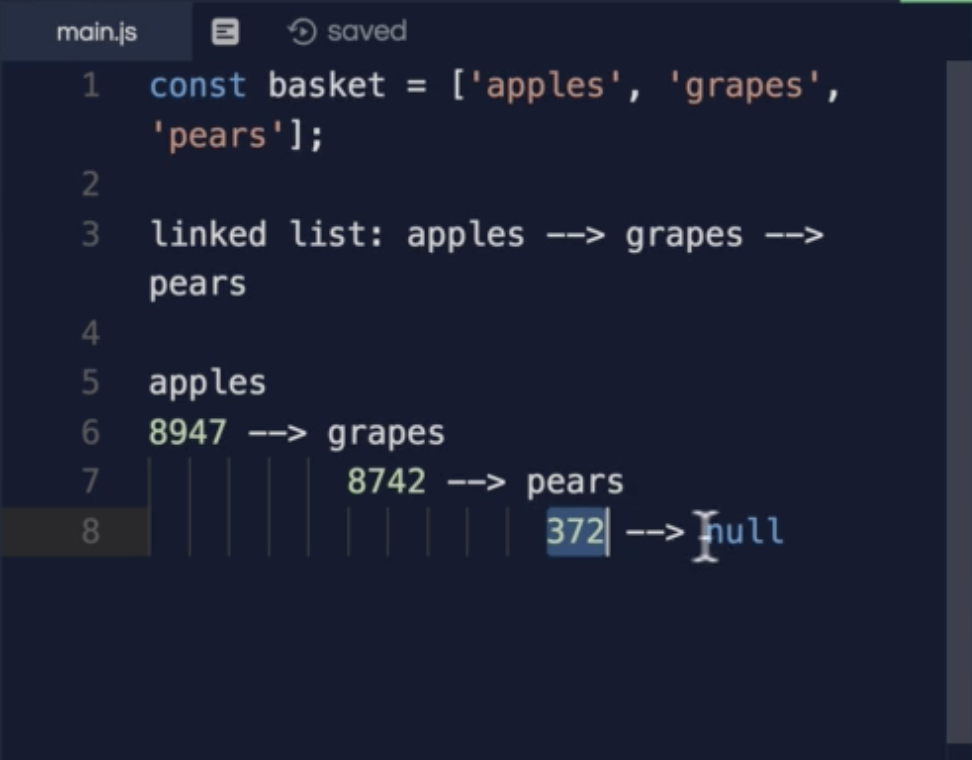 main.js saved
1 const basket = ['apples', 'grapes',
'pears'];
2
3 linked list: apples --> grapes -->
pears
4
5 apples
6 8947 --> grapes
7 8742 --> pears
8 372 --> null